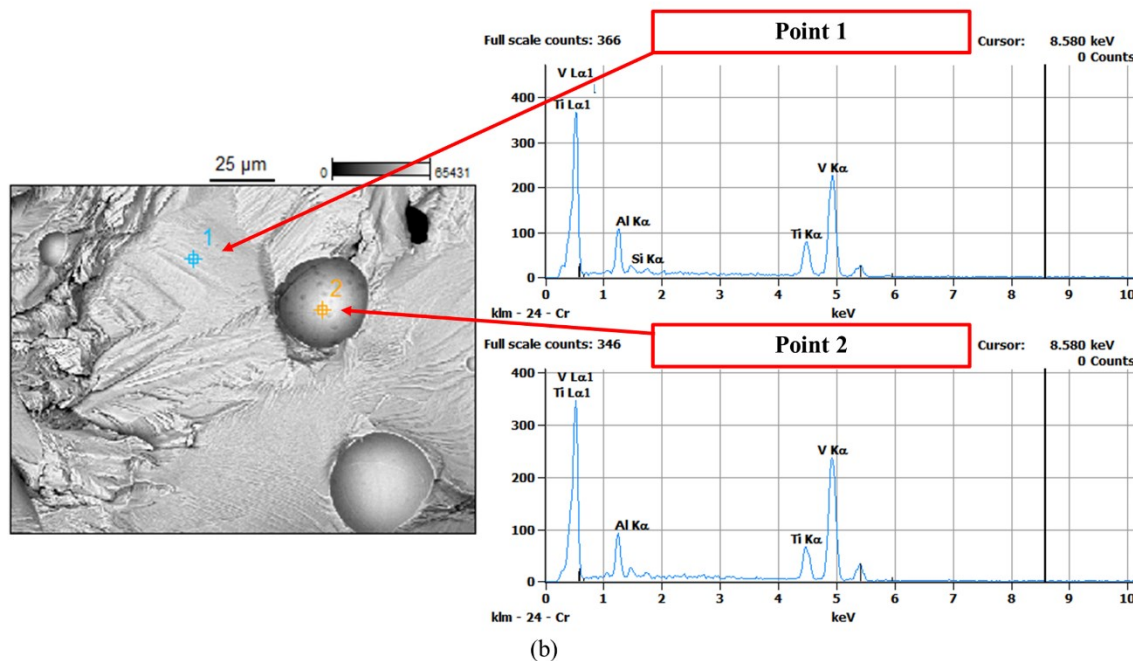 Full scale counts: 366
Point 1
Cursor: 8.580 keV
0 Counts
V Lα1
Ti Lα1
Al Kα
Si Kα
Ti Kα
V Kα
400
300
200
100
0
0 1 2 3 4 5 6 7 8 9 10
klm - 24 - Cr
keV
25 µm
0
65431
1
2
Full scale counts: 346
Point 2
Cursor: 8.580 keV
0 Counts
V Lα1
Ti Lα1
Al Kα
Ti Kα
V Kα
400
300
200
100
0
0 1 2 3 4 5 6 7 8 9 10
klm - 24 - Cr
keV
(b)